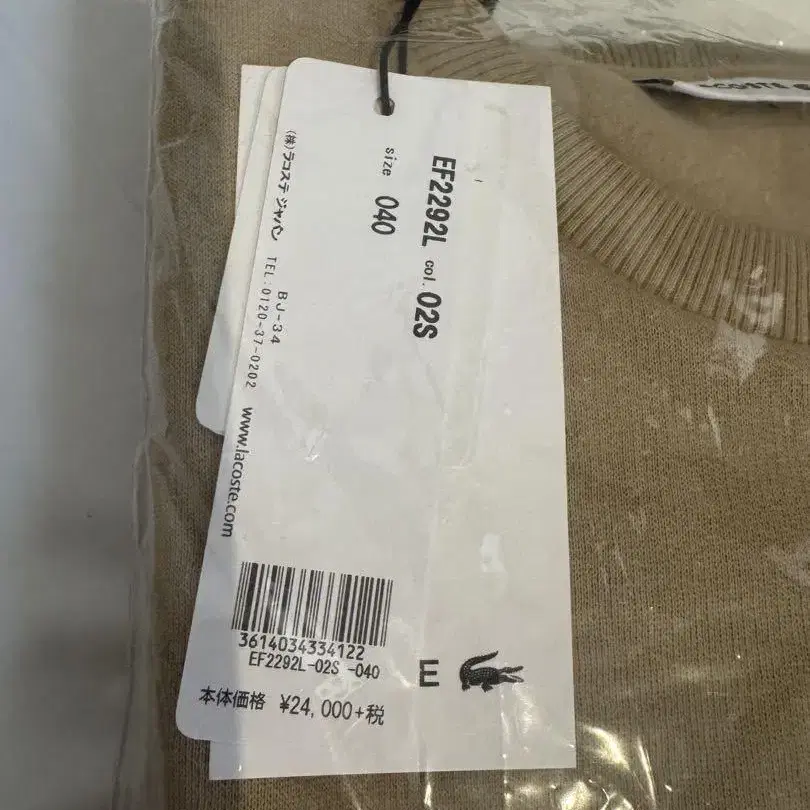 EF2292L col. 02S
size 040
(株)ラコステ ジャパン BJ-34
TEL:0120-37-0202 www.lacoste.com
3614034334122
EF2292L-02S -040
本体価格 ¥24,000+税
E